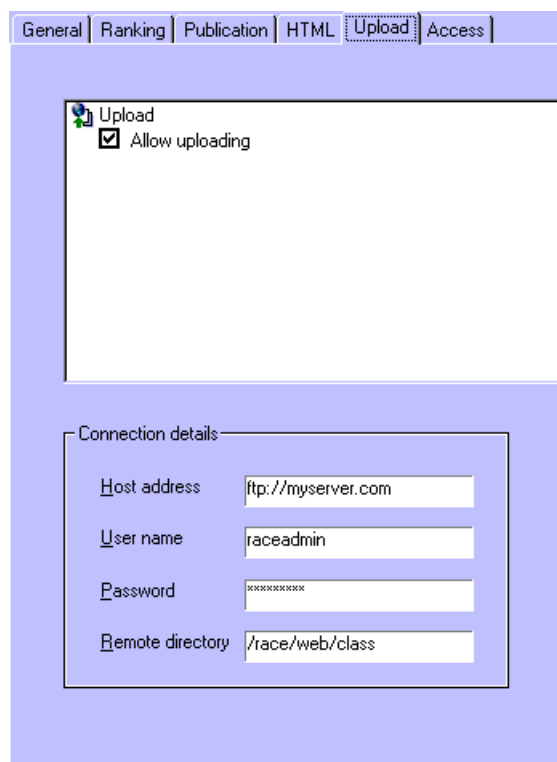 General Ranking Publication HTML Upload Access
Upload
Allow uploading
Connection details
Host address ftp://myserver.com
User name raceadmin
Password *********
Remote directory /race/web/class